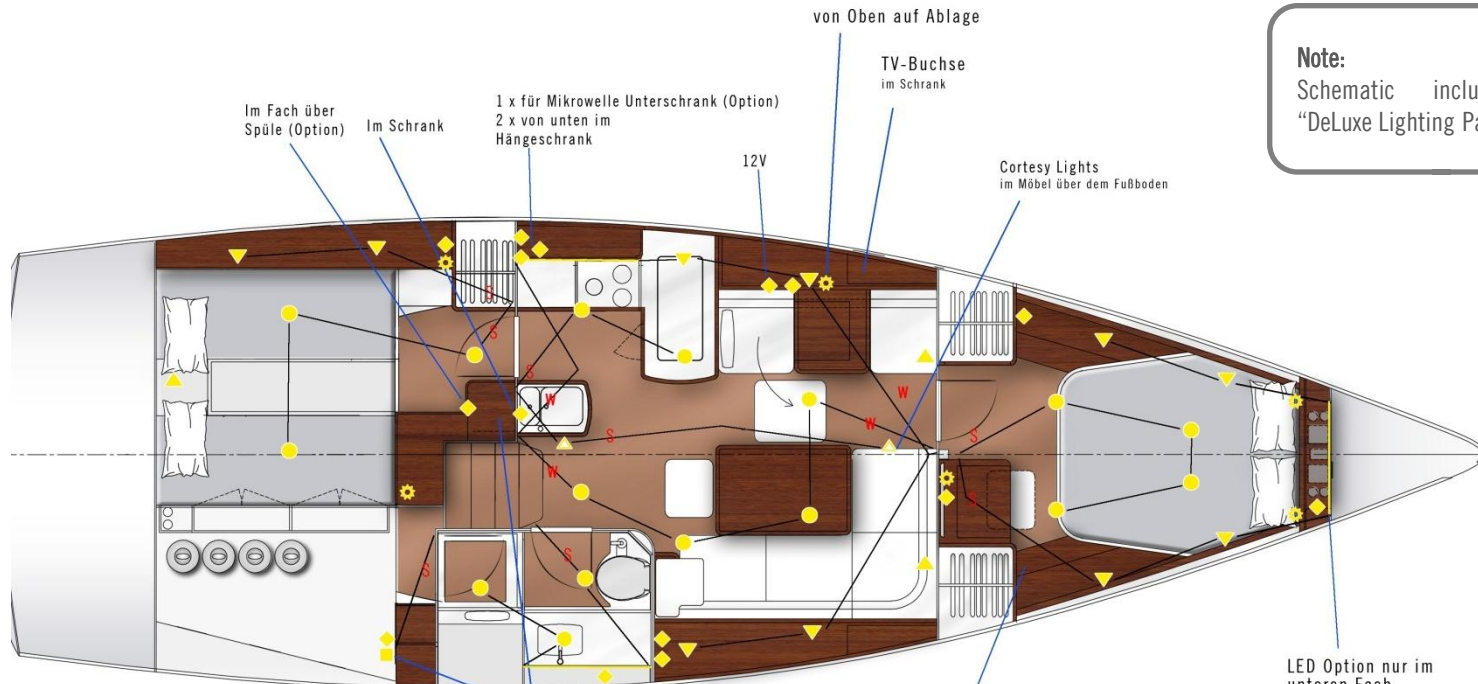 von Oben auf Ablage
TV-Buchse
im Schrank
Note:
Schematic inclu
“DeLuxe Lighting Pa
Im Fach über
Spüle (Option)
Im Schrank
1 x für Mikrowelle Unterschrank (Option)
2 x von unten im
Hängeschrank
12V
Cortesy Lights
im Möbel über dem Fußboden
S
S
S
W
W
W
S
S
W
S
S
S
LED Option nur im
unteren Fach